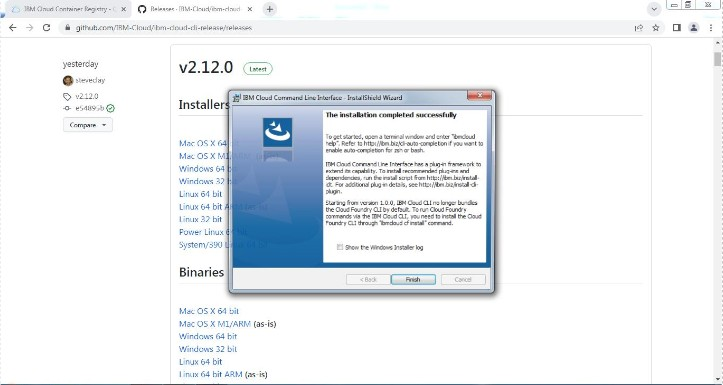 IBM Cloud Container Registry -
Releases · IBM-Cloud/ibm-cloud
github.com/IBM-Cloud/ibm-cloud-cli-release/releases
yesterday
steveclay
v2.12.0
e54895b
Compare
v2.12.0
Latest
Installers
Mac OS X 64
Mac OS X M1/
Windows 64
Windows 32
Linux 64 bit
Linux 64 bit
Linux 32 bit
Power Linux
System/390
IBM Cloud Command Line Interface - InstallShield Wizard
The installation completed successfully
To get started, open a terminal window and enter "ibmcloud
help". Refer to http://ibm.biz/cli-auto-completion if you want to
enable auto-completion for zsh or bash.
IBM Cloud Command Line Interface has a plug-in framework to
extend its capability. To install recommended plug-ins and
dependencies, run the install script from http://ibm.biz/install-
idt. For additional plug-in details, see http://ibm.biz/install-cli-
plugin.
Starting from version 1.0.0, IBM Cloud CLI no longer bundles
the Cloud Foundry CLI by default. To run Cloud Foundry
commands via the IBM Cloud CLI, you need to install the Cloud
Foundry CLI through "ibmcloud cf install" command.
Show the Windows Installer log
< Back
Finish
Cancel
Binaries
Mac OS X 64 bit
Mac OS X M1/ARM (as-is)
Windows 64 bit
Windows 32 bit
Linux 64 bit
Linux 64 bit ARM (as-is)